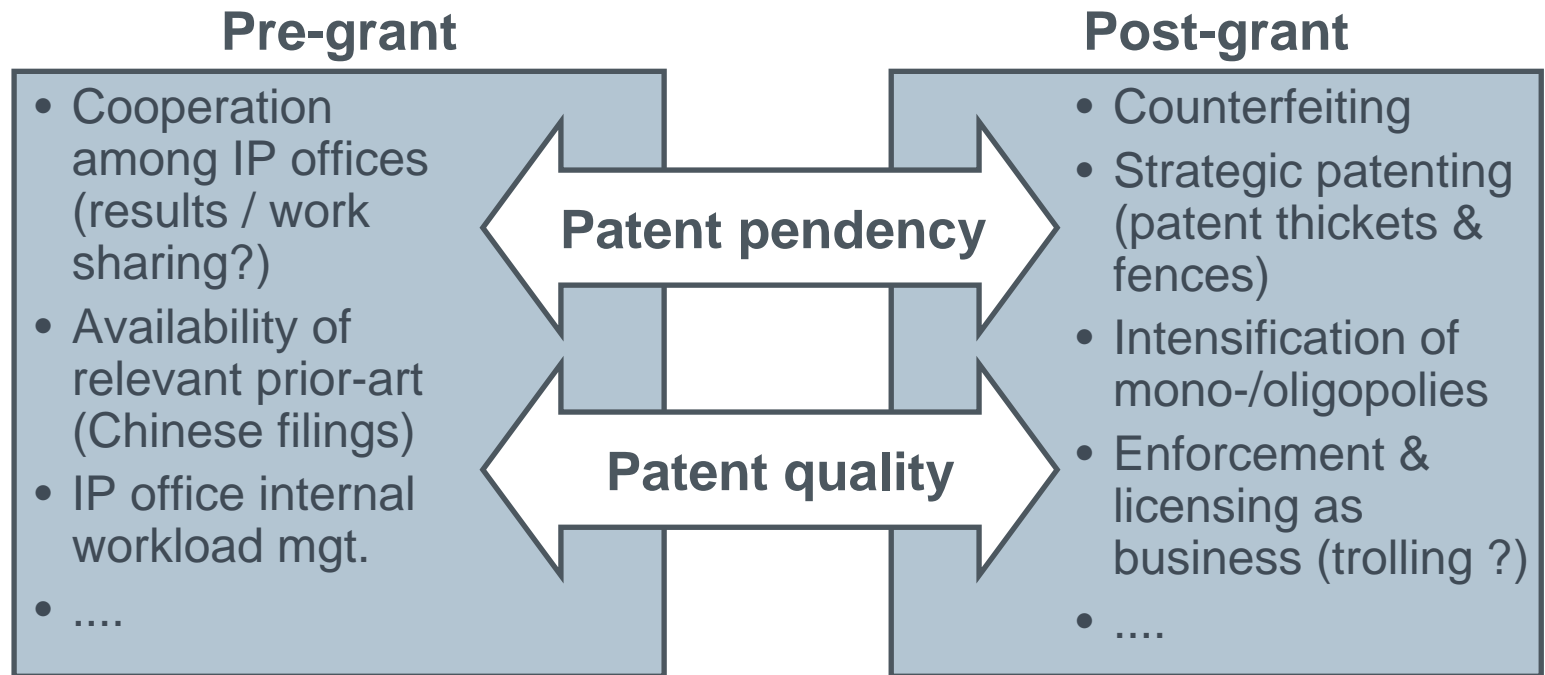 Pre-grant
• Cooperation
among IP offices
(results / work
sharing?)
• Availability of
relevant prior-art
(Chinese filings)
• IP office internal
workload mgt.
• ....
Patent pendency
Patent quality
Post-grant
• Counterfeiting
• Strategic patenting
(patent thickets &
fences)
• Intensification of
mono-/oligopolies
• Enforcement &
licensing as
business (trolling ?)
• ....